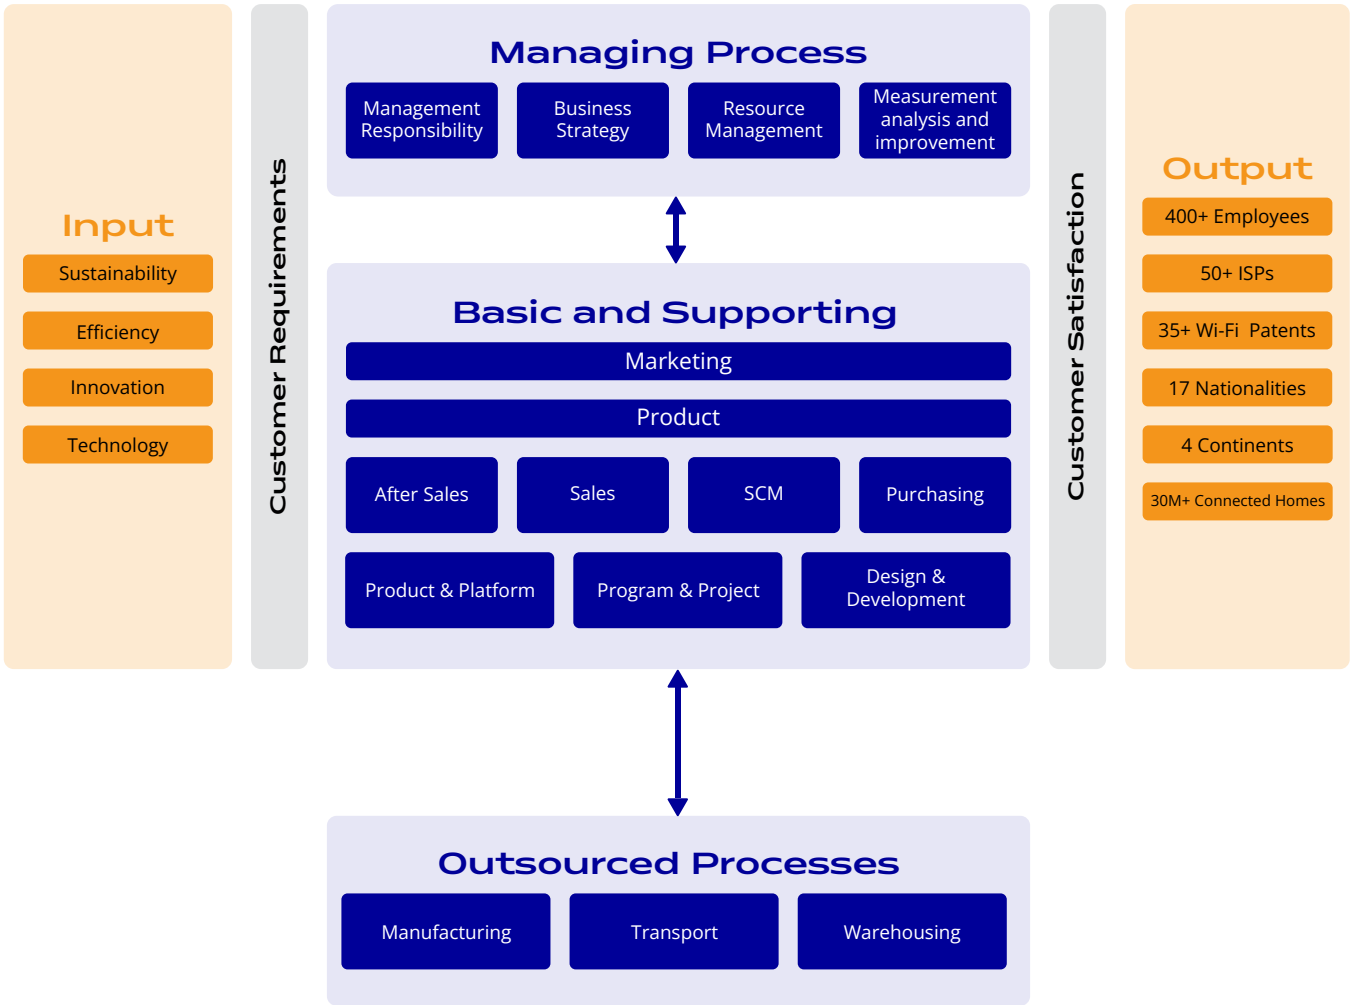 Input
Sustainability
Efficiency
Innovation
Technology
Customer Requirements
Managing Process
Management
Responsibility
Business
Strategy
Resource
Management
Measurement
analysis and
improvement
Basic and Supporting
Marketing
Product
After Sales
Sales
SCM
Purchasing
Product & Platform
Program & Project
Design &
Development
Outsourced Processes
Manufacturing
Transport
Warehousing
Customer Satisfaction
Output
400+ Employees
50+ ISPs
35+ Wi-Fi  Patents
17 Nationalities
4 Continents
30M+ Connected Homes